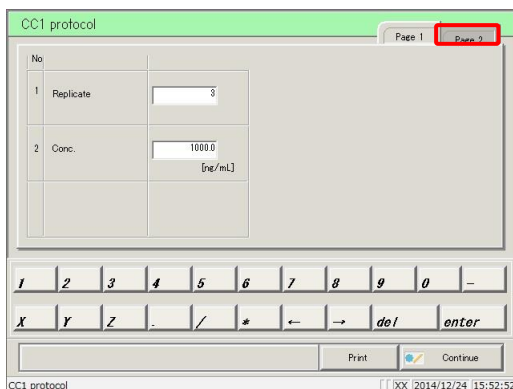 CC1 protocol
Page 1 Page 2
No
1 Replicate 3
2 Conc. 1000.0
[ng/mL]
1 2 3 4 5 6 7 8 9 0 -
X Y Z . / * ← → del enter
Print Continue
CC1 protocol [ [ XX 2014/12/24 15:52:52